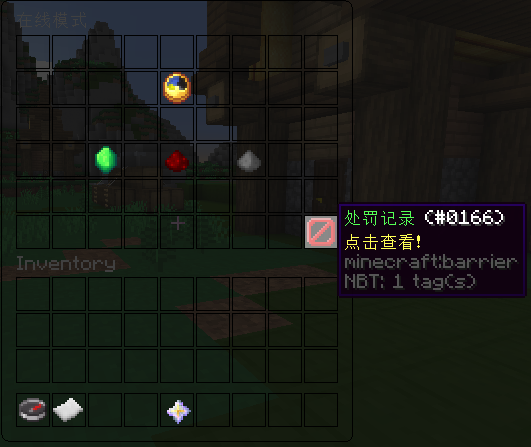 在线模式
处罚记录 (#0166)
点击查看!
minecraft:barrier
NBT: 1 tag(s)
Inventory